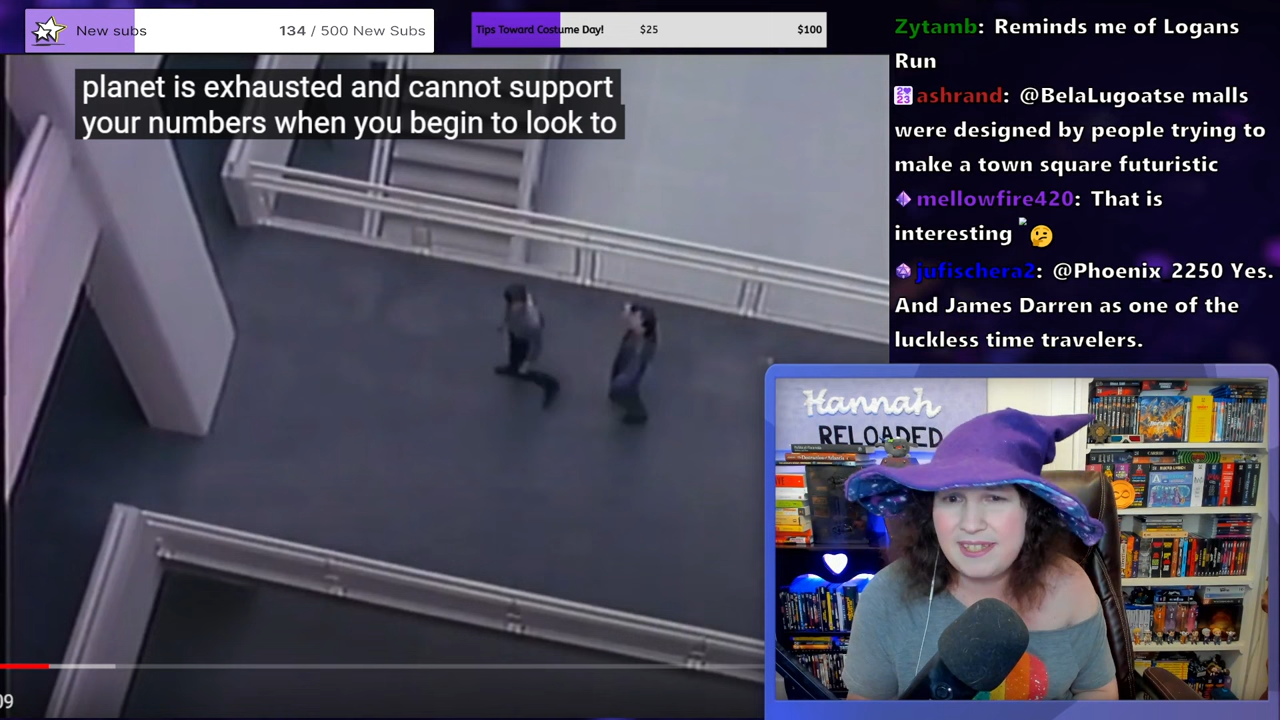 New subs
134 / 500 New Subs
Tips Toward Costume Day!
$25
$100
planet is exhausted and cannot support
your numbers when you begin to look to
Zytamb: Reminds me of Logans
Run
ashrand: @BelaLugoatse malls
were designed by people trying to
make a town square futuristic
mellowfire420: That is
interesting
jufischera2: @Phoenix 2250 Yes.
And James Darren as one of the
luckless time travelers.
Hannah
RELOADED
09